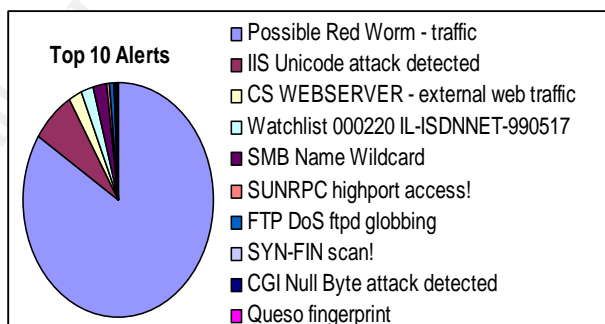 Top 10 Alerts
Possible Red Worm - traffic
IIS Unicode attack detected
CS WEBSERVER - external web traffic
Watchlist 000220 IL-ISDNNET-990517
SMB Name Wildcard
SUNRPC highport access!
FTP DoS ftpd globbing
SYN-FIN scan!
CGI Null Byte attack detected
Queso fingerprint